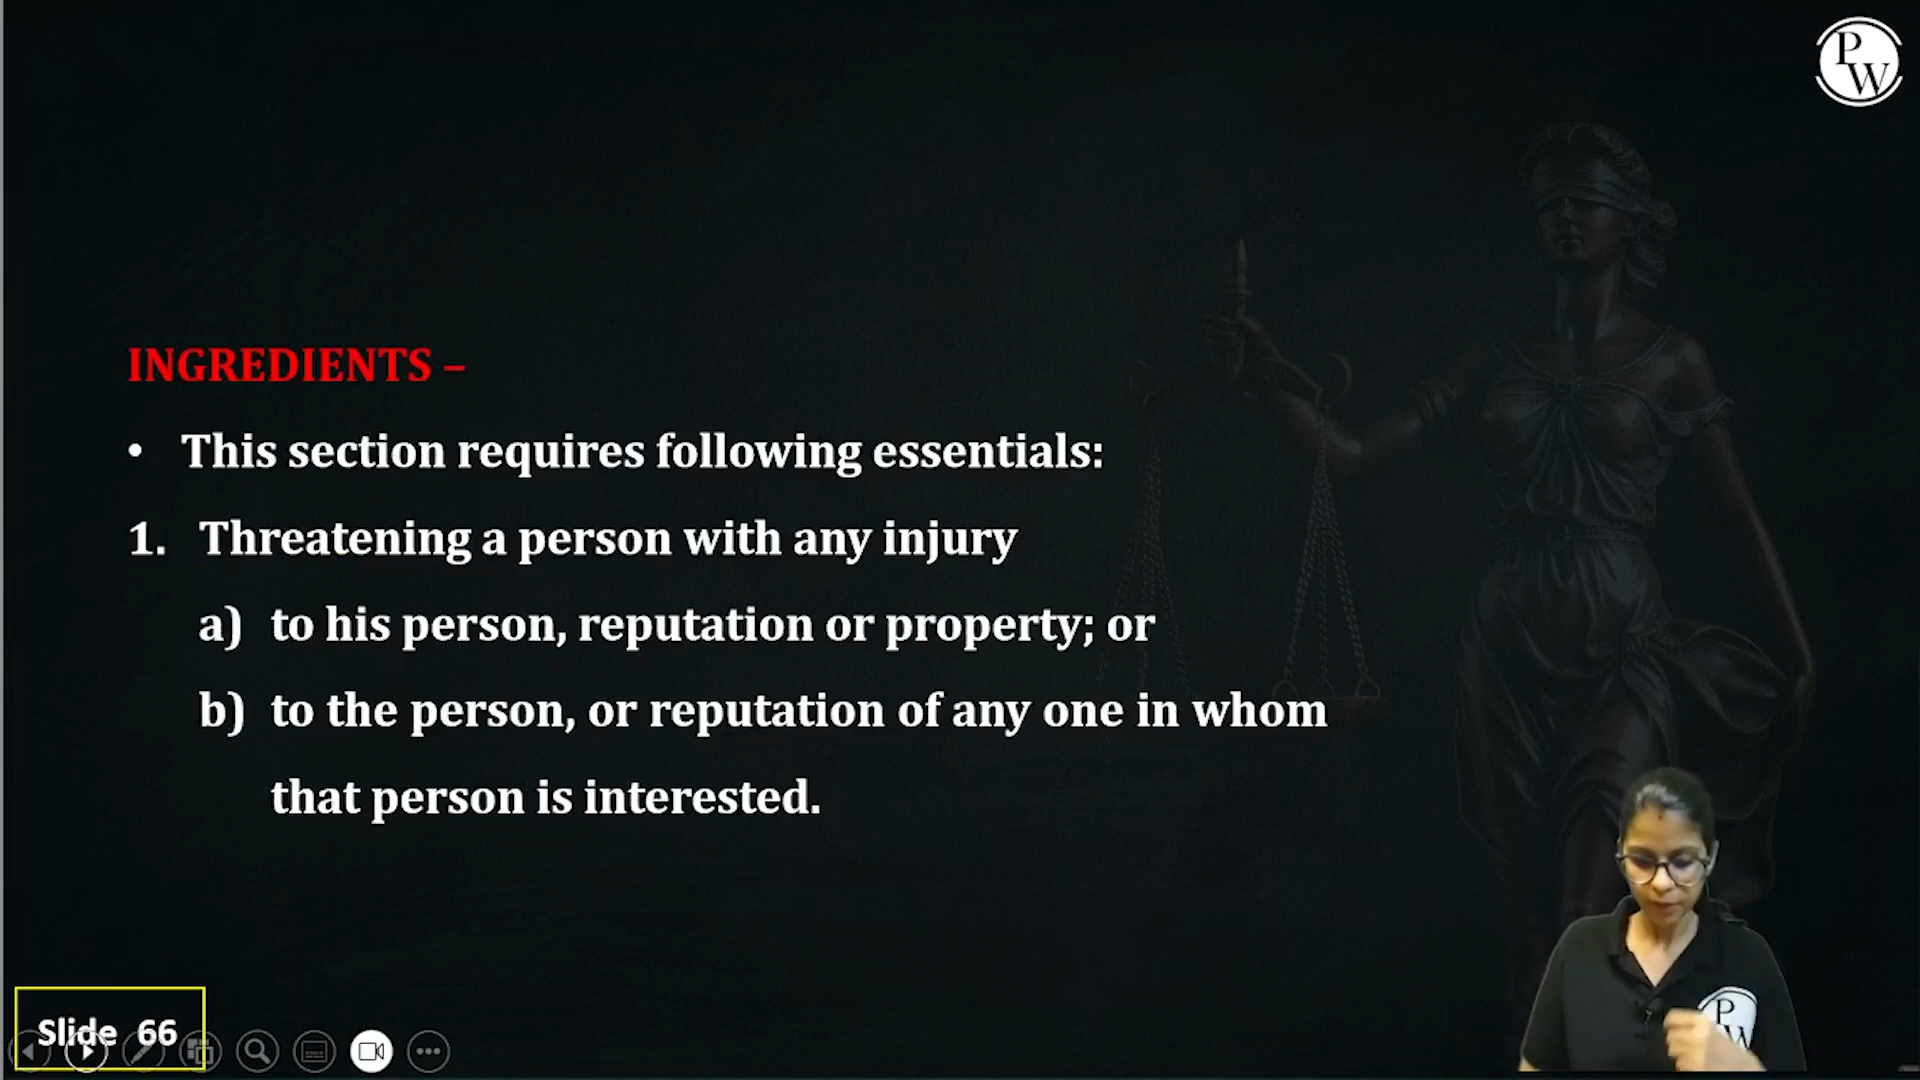 P
W
INGREDIENTS –
• This section requires following essentials:
1. Threatening a person with any injury
a) to his person, reputation or property; or
b) to the person, or reputation of any one in whom
that person is interested.
P
W
Slide 66